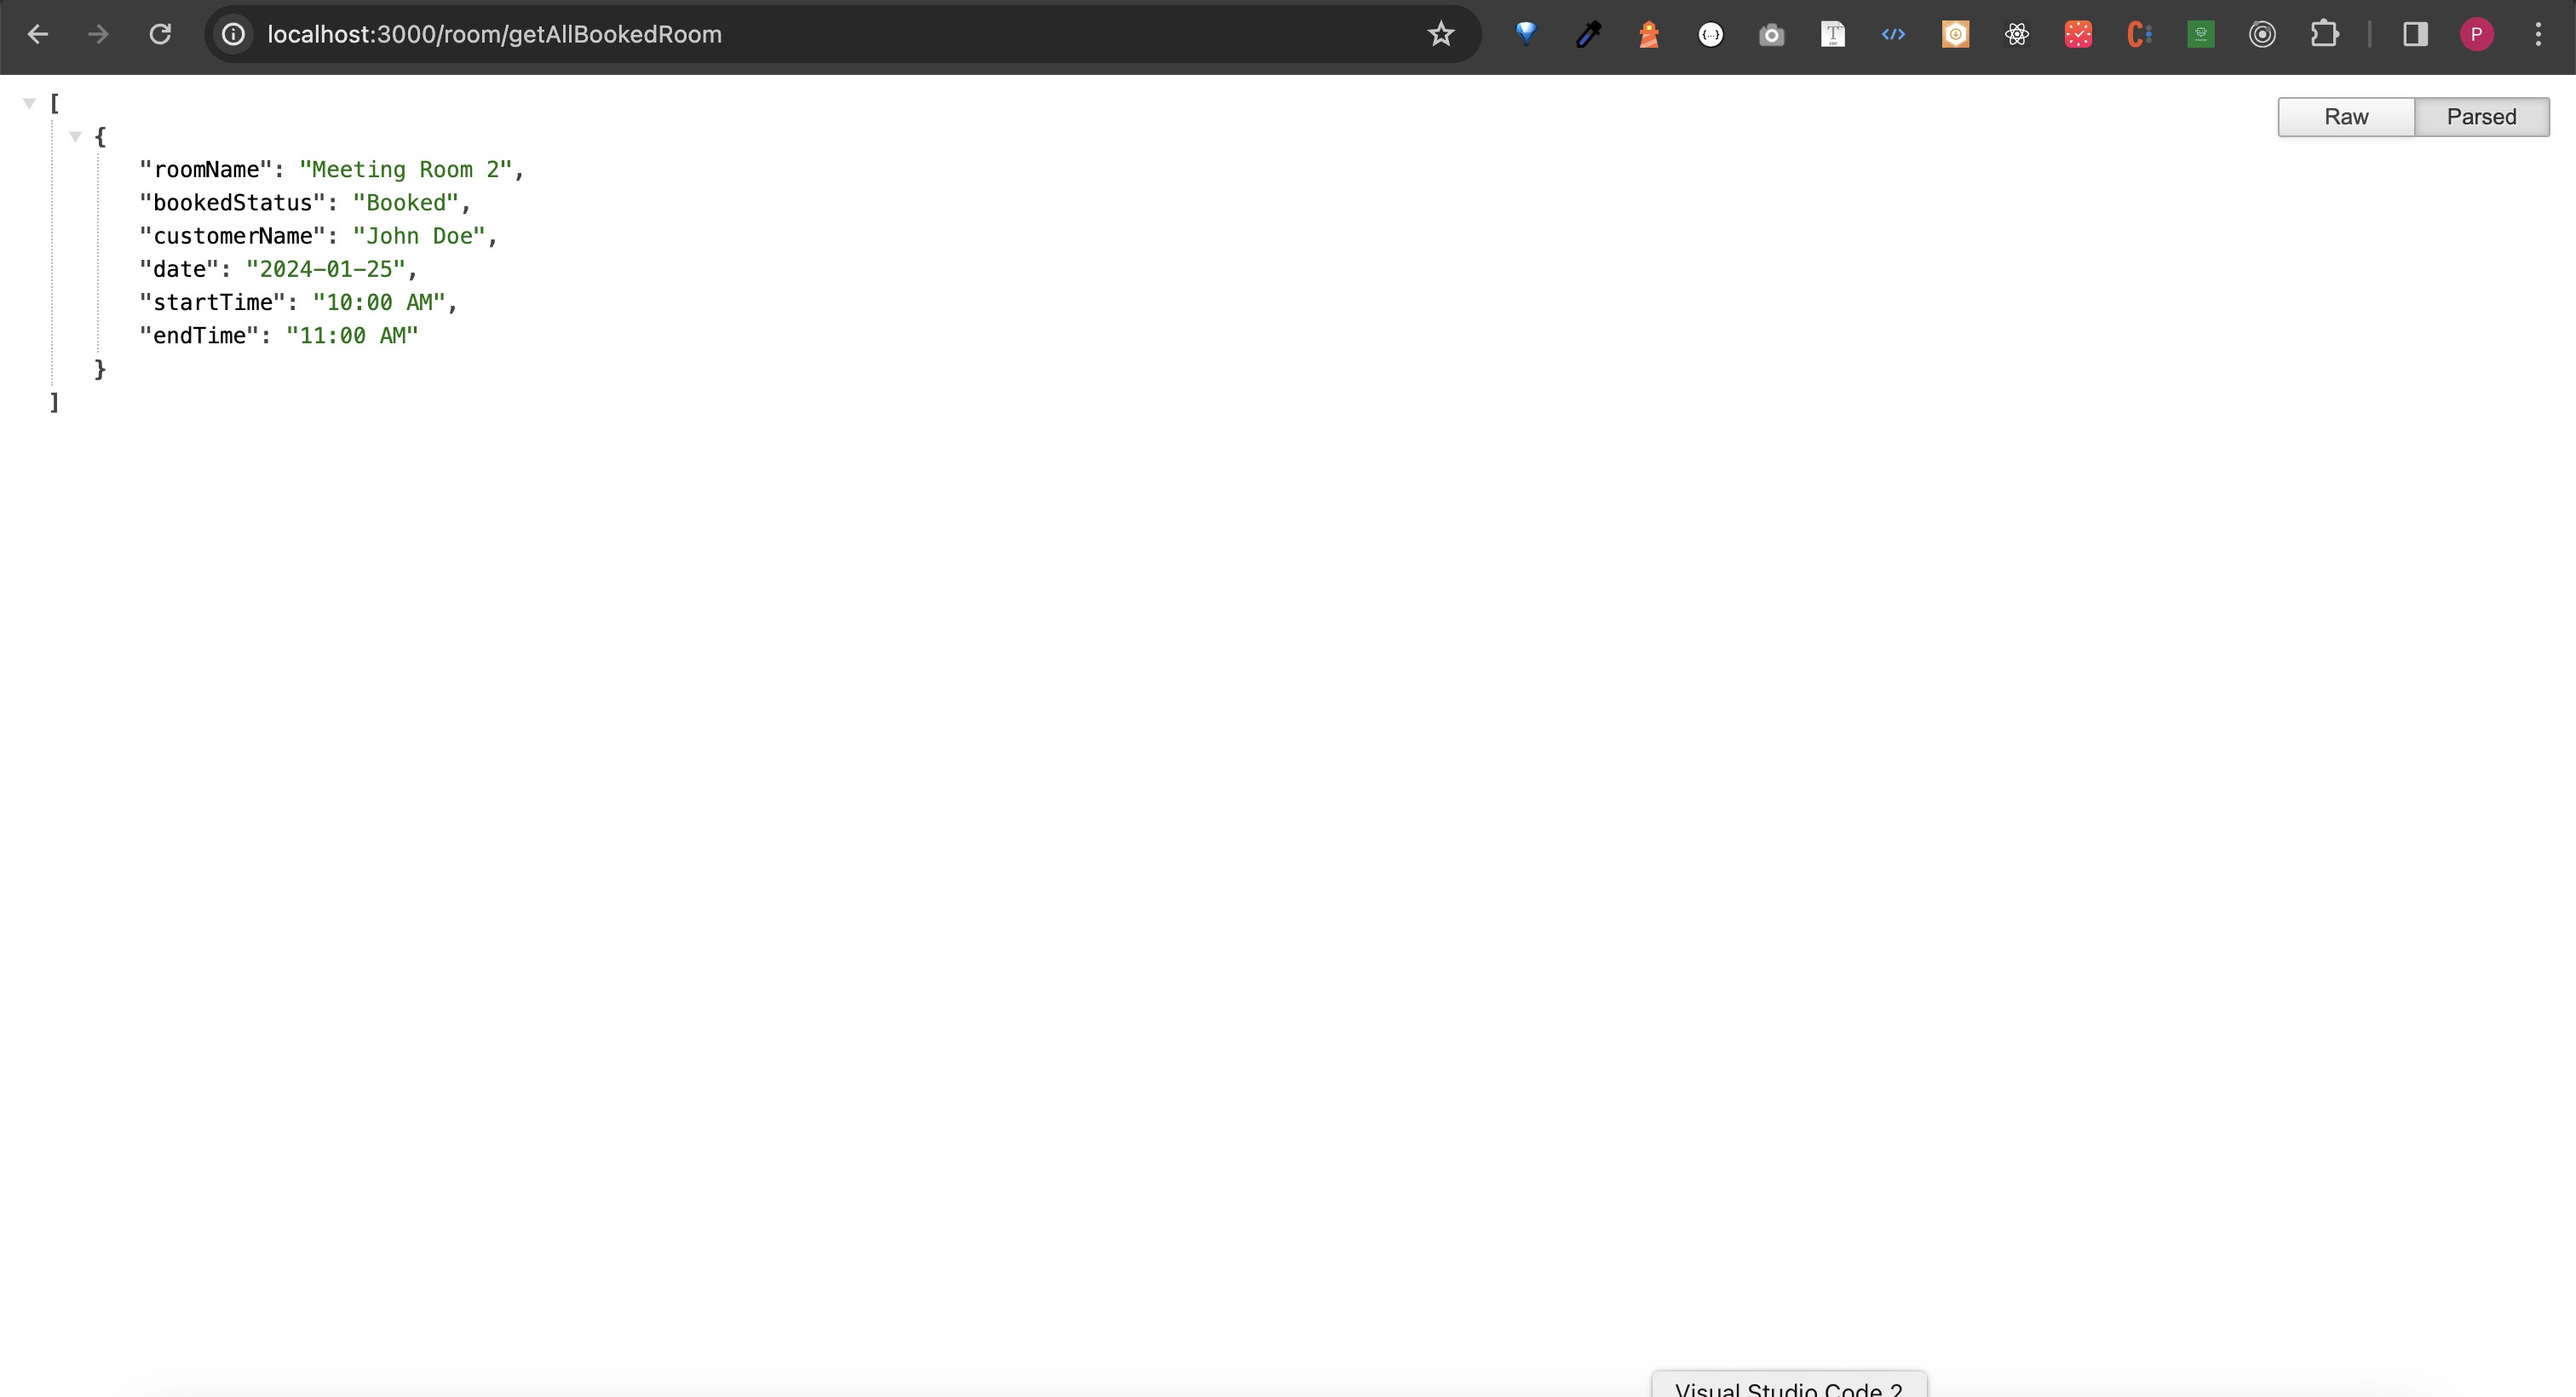 localhost:3000/room/getAllBookedRoom
P
Raw Parsed
[
{
"roomName": "Meeting Room 2",
"bookedStatus": "Booked",
"customerName": "John Doe",
"date": "2024-01-25",
"startTime": "10:00 AM",
"endTime": "11:00 AM"
}
]
Visual Studio Code 2